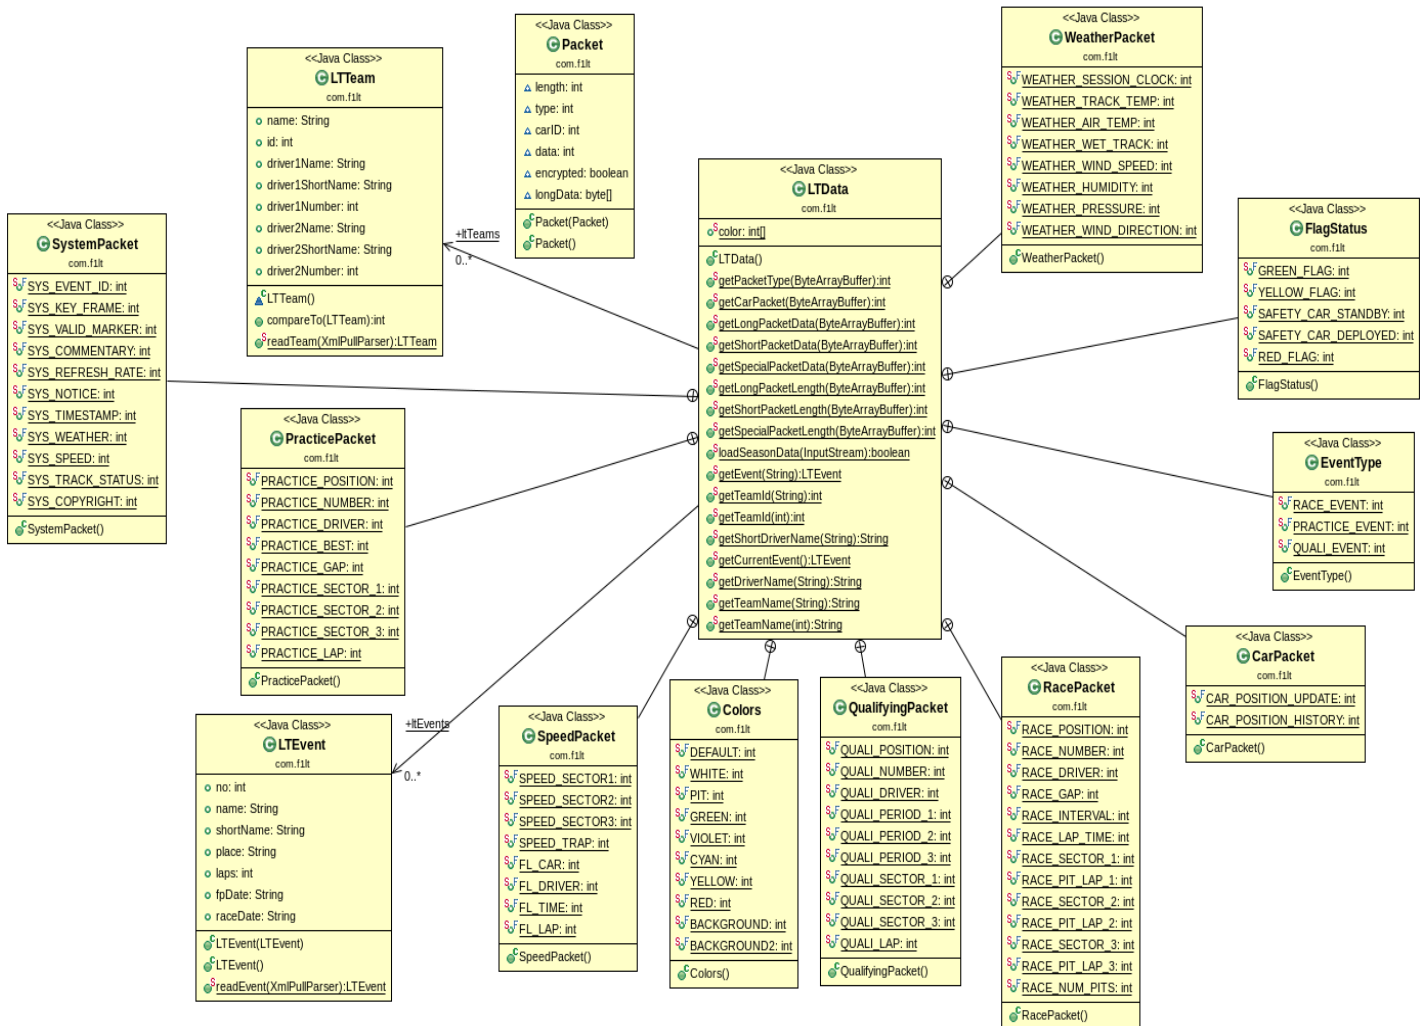 <<Java Class>>
SystemPacket
com.f1lt
SYS_EVENT_ID: int
SYS_KEY_FRAME: int
SYS_VALID_MARKER: int
SYS_COMMENTARY: int
SYS_REFRESH_RATE: int
SYS_NOTICE: int
SYS_TIMESTAMP: int
SYS_WEATHER: int
SYS_SPEED: int
SYS_TRACK_STATUS: int
SYS_COPYRIGHT: int
SystemPacket()
<<Java Class>>
LTTeam
com.f1lt
name: String
id: int
driver1Name: String
driver1ShortName: String
driver1Number: int
driver2Name: String
driver2ShortName: String
driver2Number: int
LTTeam()
compareTo(LTTeam):int
readTeam(XmlPullParser):LTTeam
+ltTeams
0..*
<<Java Class>>
Packet
com.f1lt
length: int
type: int
carID: int
data: int
encrypted: boolean
longData: byte[]
Packet(Packet)
Packet()
<<Java Class>>
LTData
com.f1lt
color: int[]
LTData()
getPacketType(ByteArrayBuffer):int
getCarPacket(ByteArrayBuffer):int
getLongPacketData(ByteArrayBuffer):int
getShortPacketData(ByteArrayBuffer):int
getSpecialPacketData(ByteArrayBuffer):int
getLongPacketLength(ByteArrayBuffer):int
getShortPacketLength(ByteArrayBuffer):int
getSpecialPacketLength(ByteArrayBuffer):int
loadSeasonData(InputStream):boolean
getEvent(String):LTEvent
getTeamId(String):int
getTeamId(int):int
getShortDriverName(String):String
getCurrentEvent():LTEvent
getDriverName(String):String
getTeamName(String):String
getTeamName(int):String
<<Java Class>>
WeatherPacket
com.f1lt
WEATHER_SESSION_CLOCK: int
WEATHER_TRACK_TEMP: int
WEATHER_AIR_TEMP: int
WEATHER_WET_TRACK: int
WEATHER_WIND_SPEED: int
WEATHER_HUMIDITY: int
WEATHER_PRESSURE: int
WEATHER_WIND_DIRECTION: int
WeatherPacket()
<<Java Class>>
FlagStatus
com.f1lt
GREEN_FLAG: int
YELLOW_FLAG: int
SAFETY_CAR_STANDBY: int
SAFETY_CAR_DEPLOYED: int
RED_FLAG: int
FlagStatus()
<<Java Class>>
EventType
com.f1lt
RACE_EVENT: int
PRACTICE_EVENT: int
QUALI_EVENT: int
EventType()
<<Java Class>>
CarPacket
com.f1lt
CAR_POSITION_UPDATE: int
CAR_POSITION_HISTORY: int
CarPacket()
<<Java Class>>
PracticePacket
com.f1lt
PRACTICE_POSITION: int
PRACTICE_NUMBER: int
PRACTICE_DRIVER: int
PRACTICE_BEST: int
PRACTICE_GAP: int
PRACTICE_SECTOR_1: int
PRACTICE_SECTOR_2: int
PRACTICE_SECTOR_3: int
PRACTICE_LAP: int
PracticePacket()
<<Java Class>>
LTEvent
com.f1lt
no: int
name: String
shortName: String
place: String
laps: int
fpDate: String
raceDate: String
LTEvent(LTEvent)
LTEvent()
readEvent(XmlPullParser):LTEvent
+ltEvents
0..*
<<Java Class>>
SpeedPacket
com.f1lt
SPEED_SECTOR1: int
SPEED_SECTOR2: int
SPEED_SECTOR3: int
SPEED_TRAP: int
FL_CAR: int
FL_DRIVER: int
FL_TIME: int
FL_LAP: int
SpeedPacket()
<<Java Class>>
Colors
com.f1lt
DEFAULT: int
WHITE: int
PIT: int
GREEN: int
VIOLET: int
CYAN: int
YELLOW: int
RED: int
BACKGROUND: int
BACKGROUND2: int
Colors()
<<Java Class>>
QualifyingPacket
com.f1lt
QUALI_POSITION: int
QUALI_NUMBER: int
QUALI_DRIVER: int
QUALI_PERIOD_1: int
QUALI_PERIOD_2: int
QUALI_PERIOD_3: int
QUALI_SECTOR_1: int
QUALI_SECTOR_2: int
QUALI_SECTOR_3: int
QUALI_LAP: int
QualifyingPacket()
<<Java Class>>
RacePacket
com.f1lt
RACE_POSITION: int
RACE_NUMBER: int
RACE_DRIVER: int
RACE_GAP: int
RACE_INTERVAL: int
RACE_LAP_TIME: int
RACE_SECTOR_1: int
RACE_PIT_LAP_1: int
RACE_SECTOR_2: int
RACE_PIT_LAP_2: int
RACE_SECTOR_3: int
RACE_PIT_LAP_3: int
RACE_NUM_PITS: int
RacePacket()